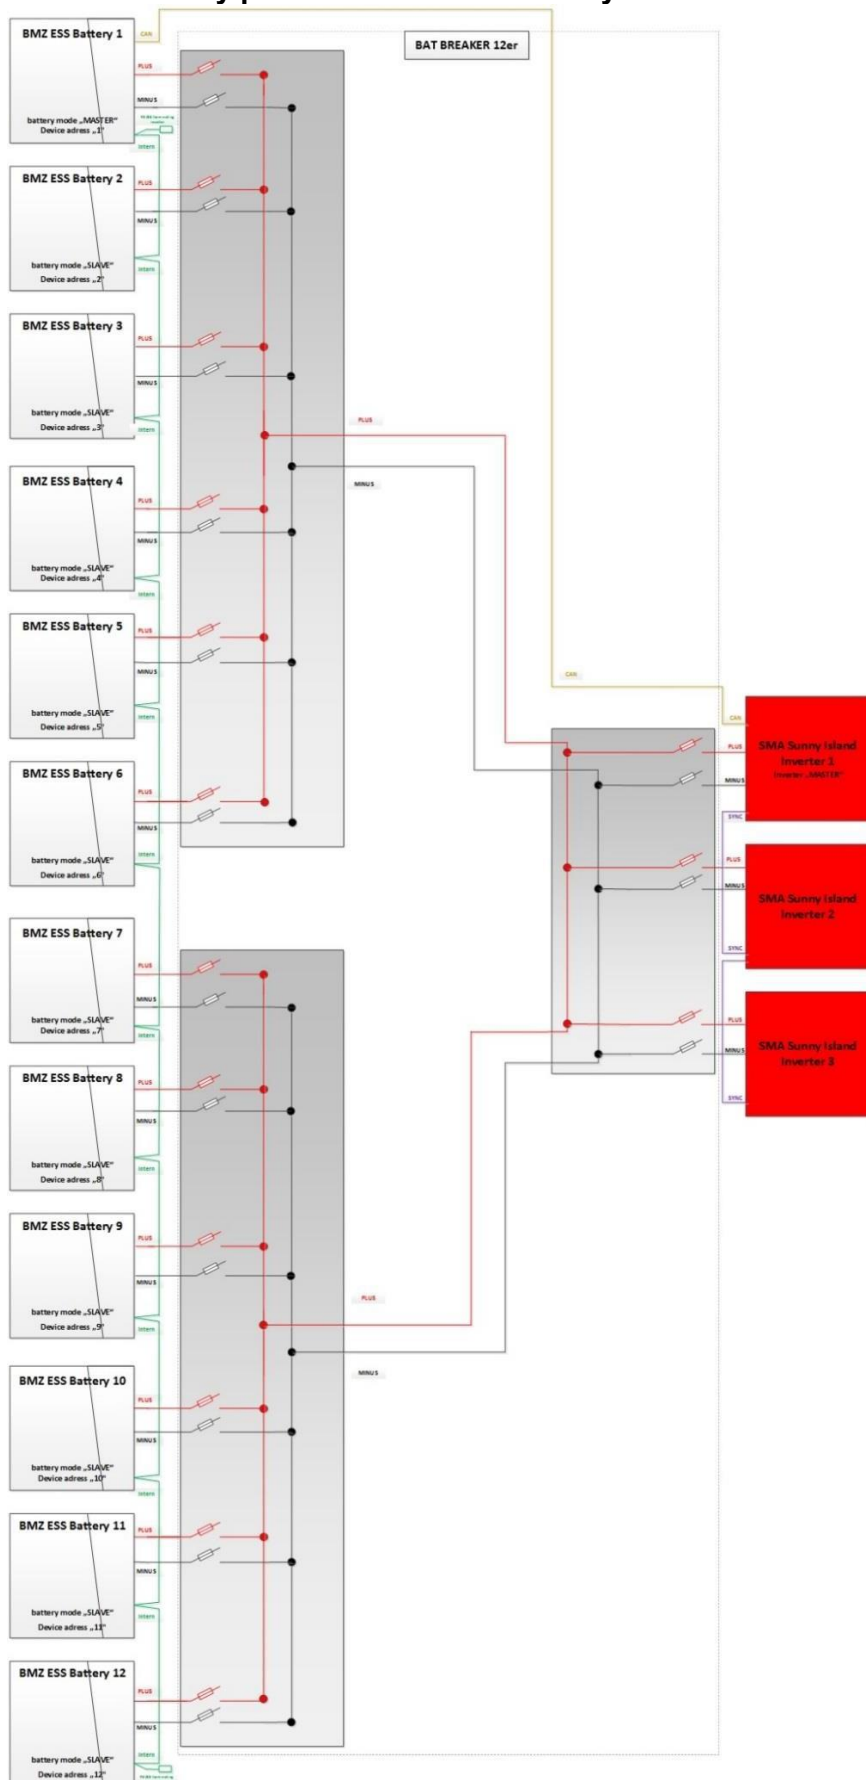 BMZ ESS Battery 1
CAN
PLUS
MINUS
battery mode „MASTER“
Device adress „1“
Intern
BAT BREAKER 12er
BMZ ESS Battery 2
PLUS
MINUS
battery mode „SLAVE“
Device adress „2“
Intern
BMZ ESS Battery 3
PLUS
MINUS
battery mode „SLAVE“
Device adress „3“
Intern
PLUS
MINUS
BMZ ESS Battery 4
PLUS
MINUS
battery mode „SLAVE“
Device adress „4“
Intern
BMZ ESS Battery 5
PLUS
MINUS
battery mode „SLAVE“
Device adress „5“
Intern
CAN
BMZ ESS Battery 6
PLUS
MINUS
battery mode „SLAVE“
Device adress „6“
Intern
CAN
PLUS
MINUS
SMA Sunny Island
Inverter 1
Inverter „MASTER“
SYNC
PLUS
MINUS
SMA Sunny Island
Inverter 2
SYNC
BMZ ESS Battery 7
PLUS
MINUS
battery mode „SLAVE“
Device adress „7“
Intern
PLUS
MINUS
SMA Sunny Island
Inverter 3
SYNC
BMZ ESS Battery 8
PLUS
MINUS
battery mode „SLAVE“
Device adress „8“
Intern
BMZ ESS Battery 9
PLUS
MINUS
battery mode „SLAVE“
Device adress „9“
Intern
PLUS
MINUS
BMZ ESS Battery 10
PLUS
MINUS
battery mode „SLAVE“
Device adress „10“
Intern
BMZ ESS Battery 11
PLUS
MINUS
battery mode „SLAVE“
Device adress „11“
Intern
BMZ ESS Battery 12
PLUS
MINUS
battery mode „SLAVE“
Device adress „12“
Intern